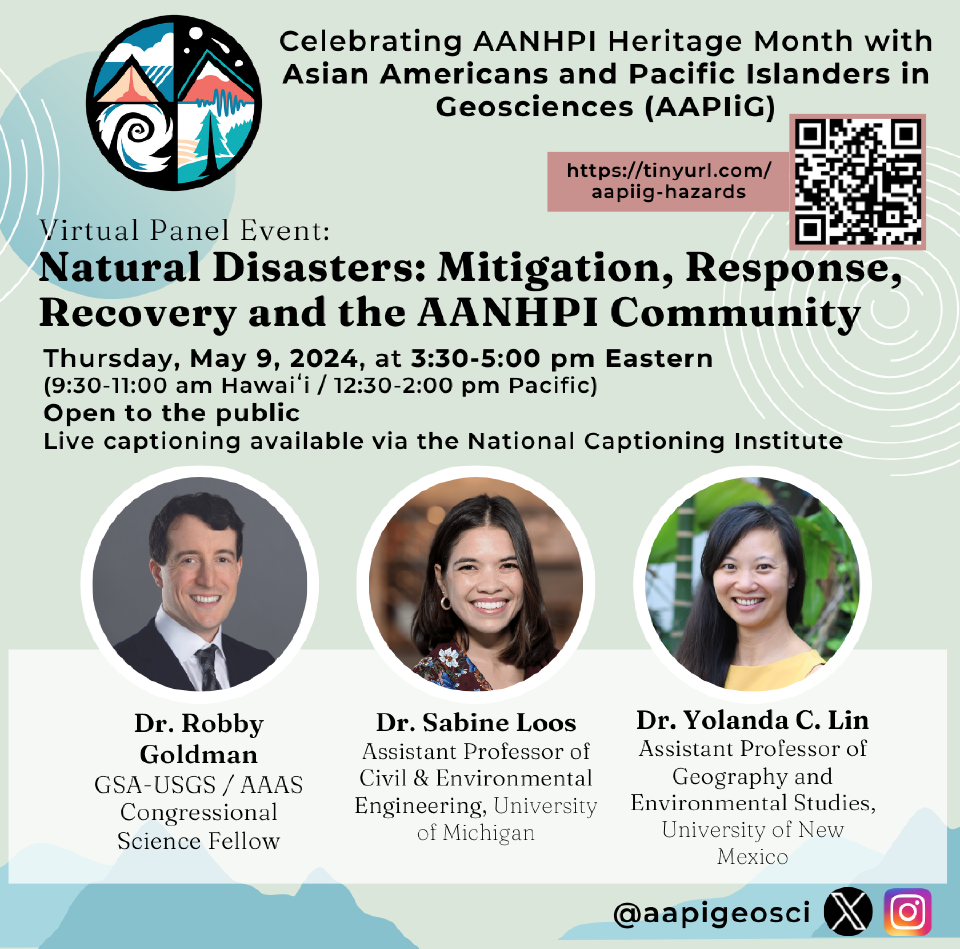 Celebrating AANHPI Heritage Month with
Asian Americans and Pacific Islanders in
Geosciences (AAPIiG)
https://tinyurl.com/
aapiig-hazards
Virtual Panel Event:
Natural Disasters: Mitigation, Response,
Recovery and the AANHPI Community
Thursday, May 9, 2024, at 3:30-5:00 pm Eastern
(9:30-11:00 am Hawaiʻi / 12:30-2:00 pm Pacific)
Open to the public
Live captioning available via the National Captioning Institute
Dr. Robby
Goldman
GSA-USGS / AAAS
Congressional
Science Fellow
Dr. Sabine Loos
Assistant Professor of
Civil & Environmental
Engineering, University
of Michigan
Dr. Yolanda C. Lin
Assistant Professor of
Geography and
Environmental Studies,
University of New
Mexico
@aapigeosci